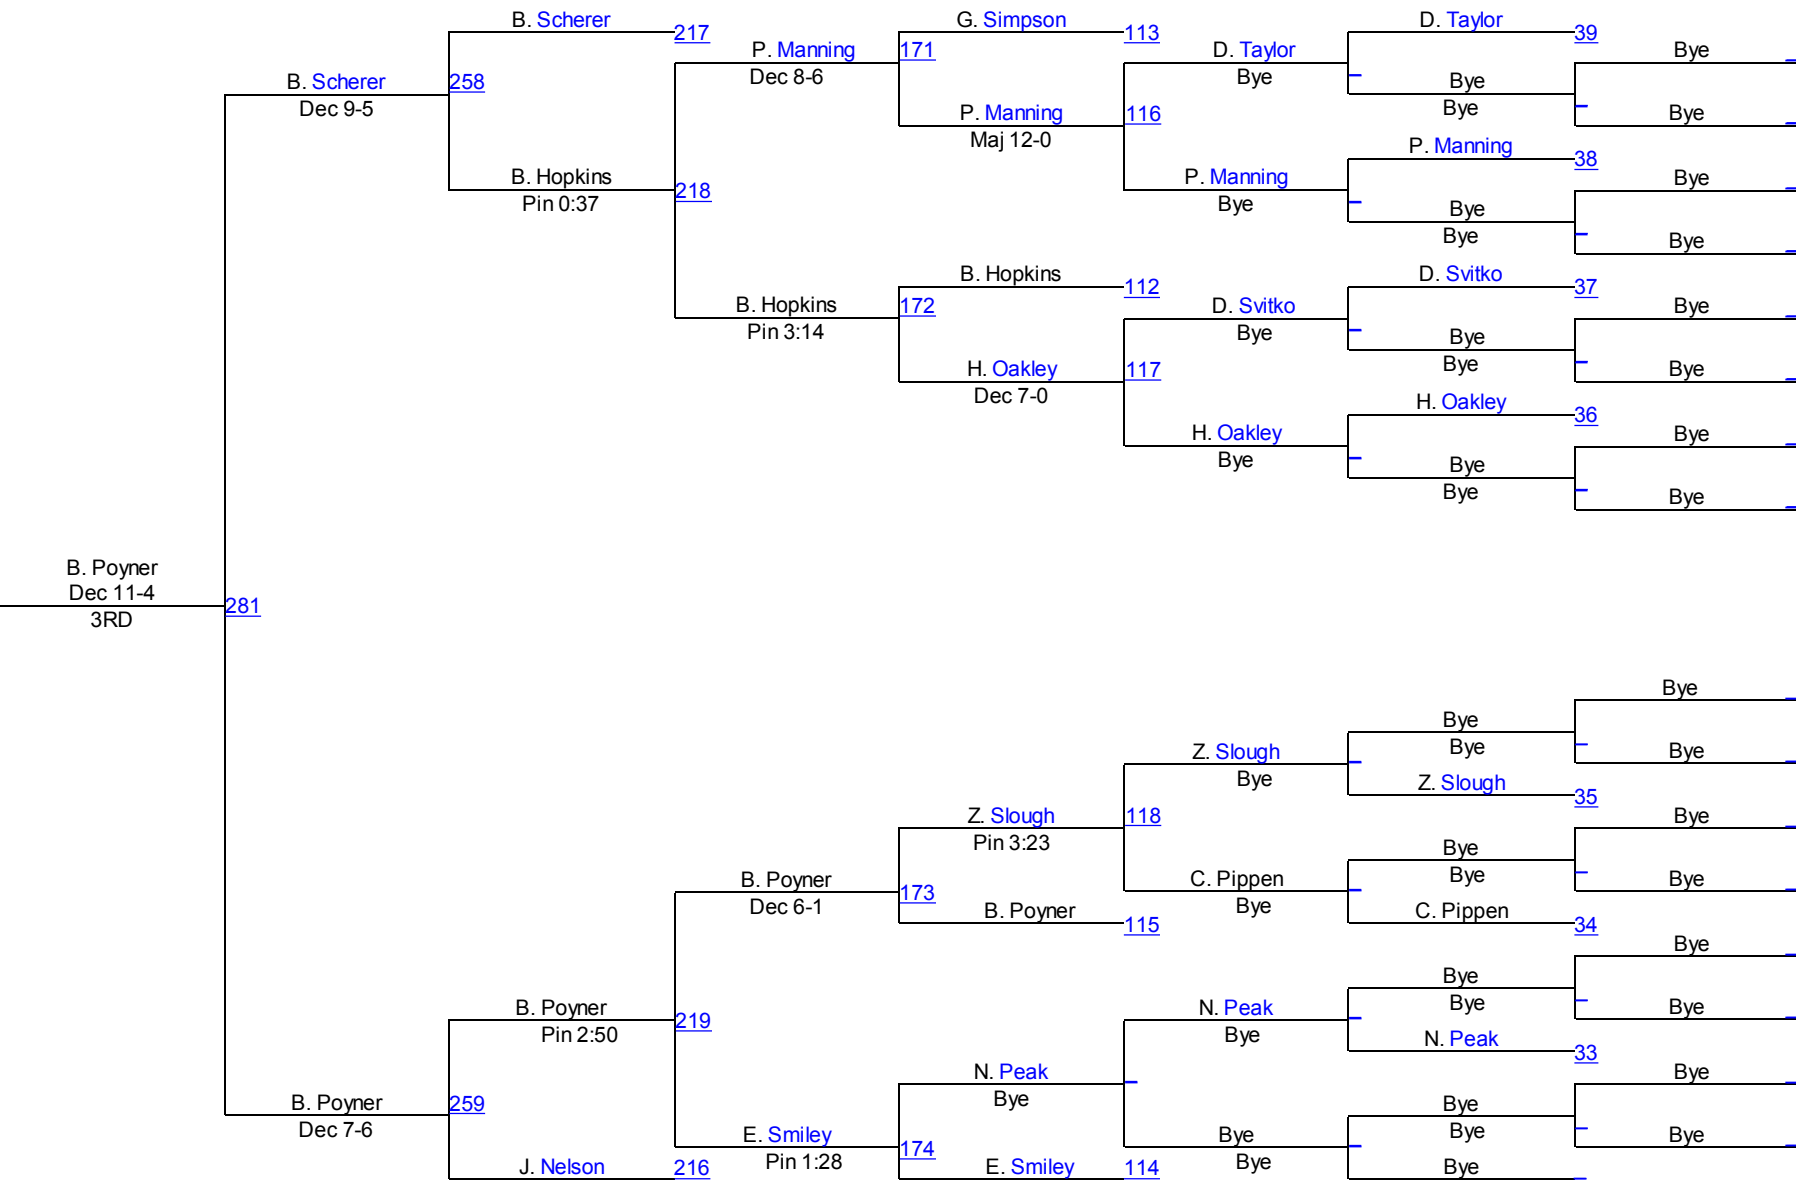 B. Scherer
217
G. Simpson
113
D. Taylor
39
P. Manning
171
Dec 8-6
D. Taylor
Bye
Bye
B. Scherer
258
Dec 9-5
Bye
Bye
Bye
P. Manning
116
Maj 12-0
P. Manning
38
B. Hopkins
218
Pin 0:37
P. Manning
Bye
Bye
Bye
Bye
Bye
B. Hopkins
112
D. Svitko
37
B. Hopkins
172
Pin 3:14
D. Svitko
Bye
Bye
Bye
Bye
Bye
H. Oakley
117
Dec 7-0
H. Oakley
36
H. Oakley
Bye
Bye
Bye
Bye
Bye
B. Poyner
Dec 11-4
281
3RD
Bye
Bye
Bye
Bye
Z. Slough
Bye
Z. Slough
35
Z. Slough
118
Pin 3:23
Bye
Bye
Bye
Bye
B. Poyner
173
Dec 6-1
C. Pippen
Bye
B. Poyner
115
C. Pippen
34
Bye
Bye
Bye
Bye
B. Poyner
219
Pin 2:50
N. Peak
Bye
N. Peak
33
N. Peak
Bye
Bye
Bye
Bye
Bye
B. Poyner
259
Dec 7-6
E. Smiley
174
Pin 1:28
Bye
Bye
J. Nelson
216
E. Smiley
114
Bye